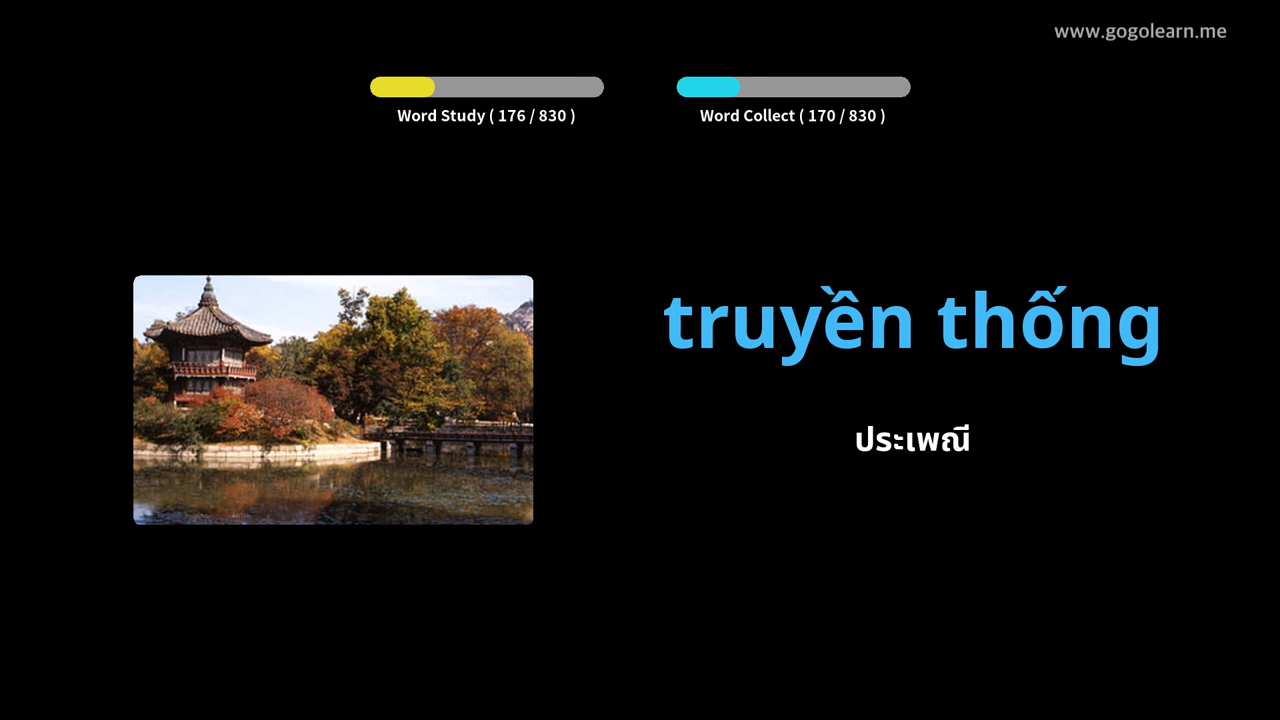 www.gogolearn.me
Word Study ( 176 / 830 )
Word Collect ( 170 / 830 )
truyền thống
ประเพณี